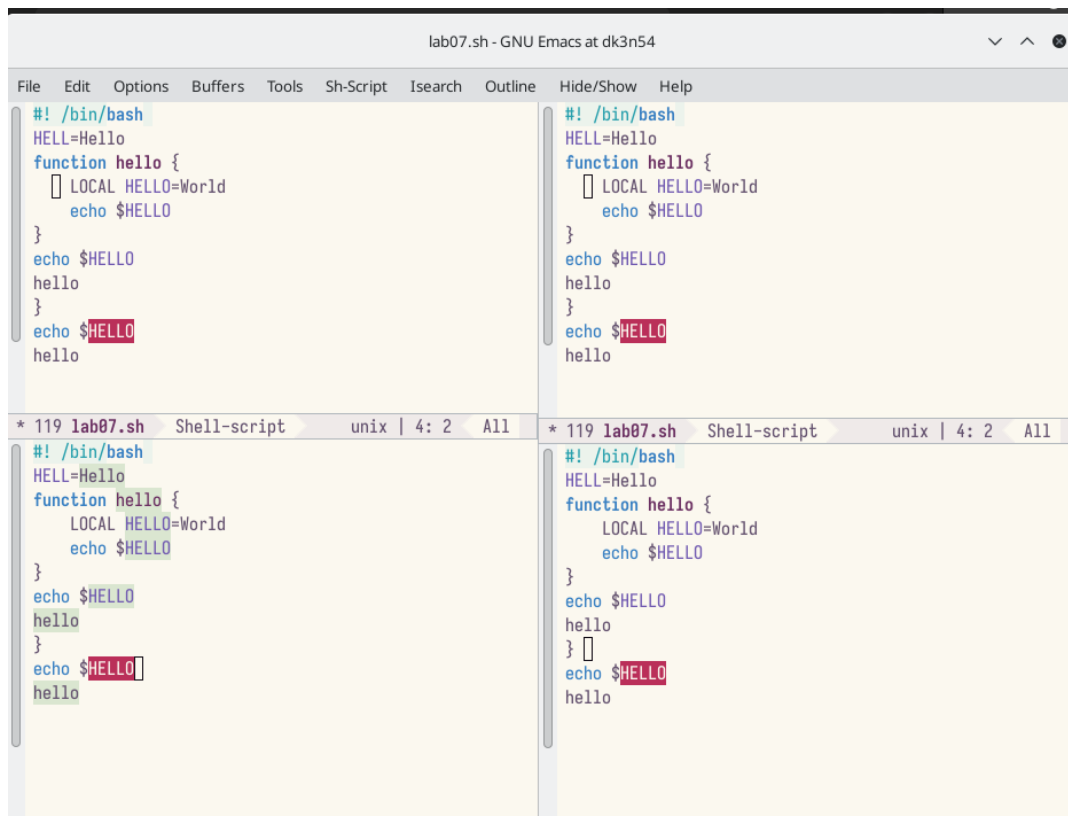 lab07.sh - GNU Emacs at dk3n54
File Edit Options Buffers Tools Sh-Script Isearch Outline Hide/Show Help
#! /bin/bash
HELL=Hello
function hello {
    LOCAL HELLO=World
    echo $HELLO
}
echo $HELLO
hello
}
echo $HELLO
hello
* 119 lab07.sh Shell-script unix | 4: 2 All
#! /bin/bash
HELL=Hello
function hello {
    LOCAL HELLO=World
    echo $HELLO
}
echo $HELLO
hello
}
echo $HELLO
hello
* 119 lab07.sh Shell-script unix | 4: 2 All
#! /bin/bash
HELL=Hello
function hello {
    LOCAL HELLO=World
    echo $HELLO
}
echo $HELLO
hello
}
echo $HELLO
hello
#! /bin/bash
HELL=Hello
function hello {
    LOCAL HELLO=World
    echo $HELLO
}
echo $HELLO
hello
}
echo $HELLO
hello